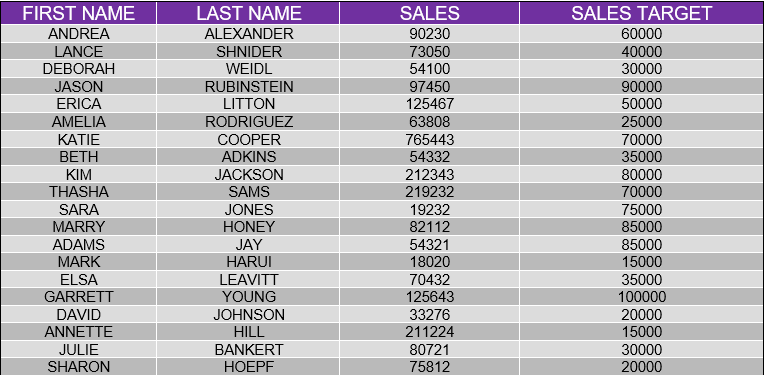 FIRST NAME LAST NAME SALES SALES TARGET
ANDREA ALEXANDER 90230 60000
LANCE SHNIDER 73050 40000
DEBORAH WEIDL 54100 30000
JASON RUBINSTEIN 97450 90000
ERICA LITTON 125467 50000
AMELIA RODRIGUEZ 63808 25000
KATIE COOPER 765443 70000
BETH ADKINS 54332 35000
KIM JACKSON 212343 80000
THASHA SAMS 219232 70000
SARA JONES 19232 75000
MARRY HONEY 82112 85000
ADAMS JAY 54321 85000
MARK HARUI 18020 15000
ELSA LEAVITT 70432 35000
GARRETT YOUNG 125643 100000
DAVID JOHNSON 33276 20000
ANNETTE HILL 211224 15000
JULIE BANKERT 80721 30000
SHARON HOEPF 75812 20000